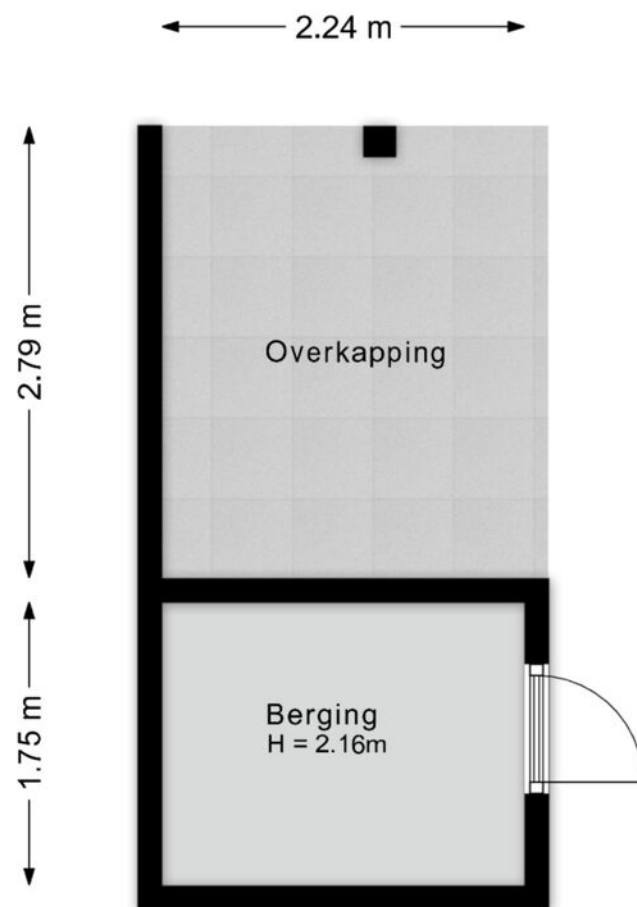 2.24 m
2.79 m
Overkapping
1.75 m
Berging
H = 2.16m